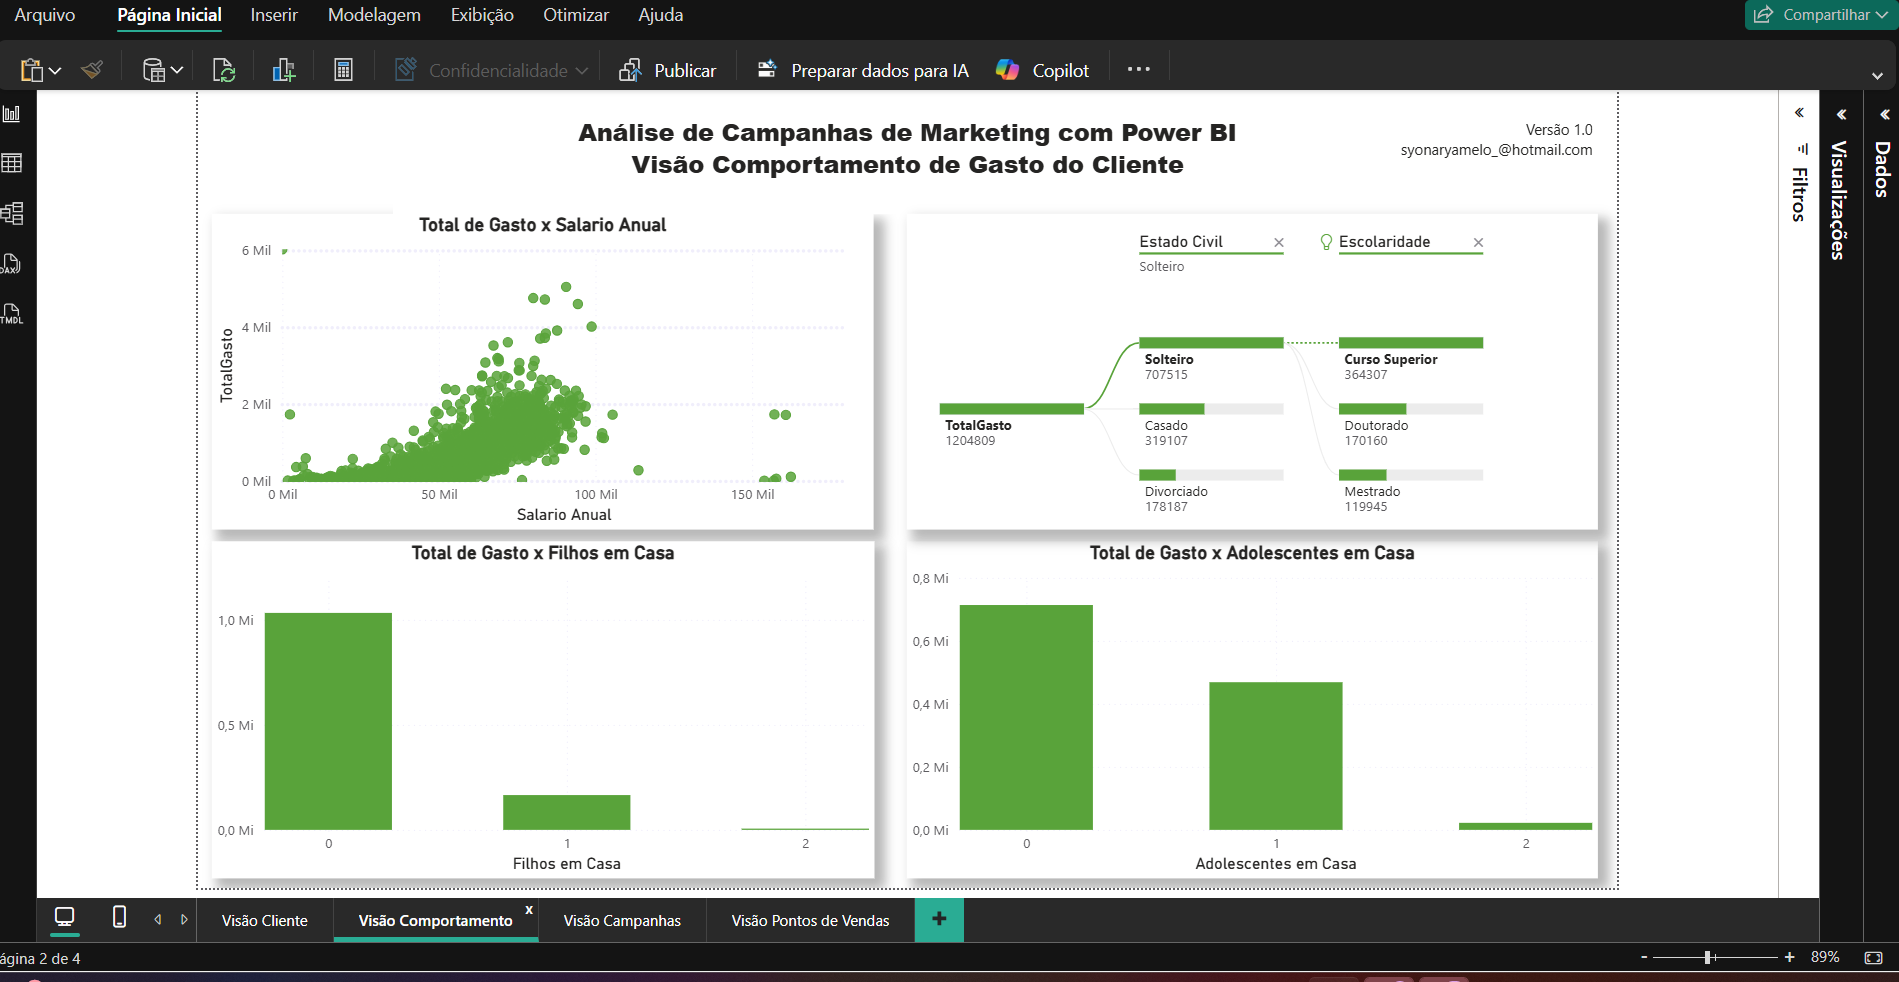 Arquivo Página Inicial Inserir Modelagem Exibição Otimizar Ajuda Compartilhar
Confidencialidade Publicar Preparar dados para IA Copilot
Análise de Campanhas de Marketing com Power BI
Visão Comportamento de Gasto do Cliente
Versão 1.0
syonaryamelo_@hotmail.com
Filtros
Visualizações
Dados
DAX
TMDL
Total de Gasto x Salario Anual
TotalGasto
6 Mil
4 Mil
2 Mil
0 Mil
0 Mil 50 Mil 100 Mil 150 Mil
Salario Anual
Estado Civil Escolaridade
Solteiro
TotalGasto
1204809
Solteiro
707515
Casado
319107
Divorciado
178187
Curso Superior
364307
Doutorado
170160
Mestrado
119945
Total de Gasto x Filhos em Casa
1,0 Mi
0,5 Mi
0,0 Mi
0 1 2
Filhos em Casa
Total de Gasto x Adolescentes em Casa
0,8 Mi
0,6 Mi
0,4 Mi
0,2 Mi
0,0 Mi
0 1 2
Adolescentes em Casa
Visão Cliente Visão Comportamento x Visão Campanhas Visão Pontos de Vendas +
ágina 2 de 4
- + 89%